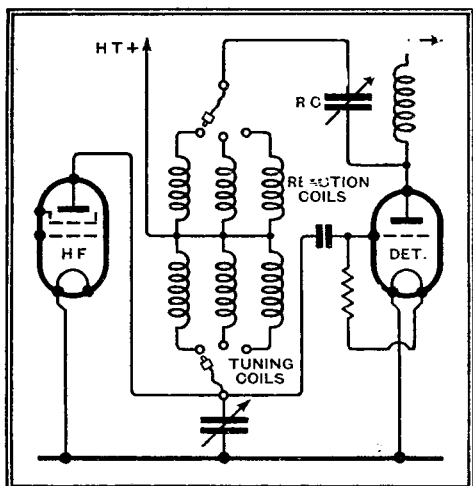 HT+
RC
REACTION
COILS
HF
DET.
TUNING
COILS